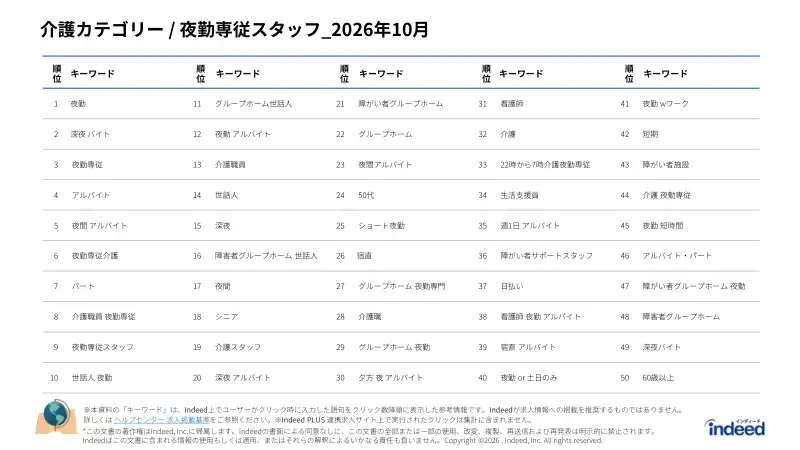 介護カテゴリー / 夜勤専従スタッフ_2026年10月
順位 キーワード 順位 キーワード 順位 キーワード 順位 キーワード 順位 キーワード
1 夜勤 11 グループホーム世話人 21 障がい者グループホーム 31 看護師 41 夜勤 wワーク
2 深夜 バイト 12 夜勤 アルバイト 22 グループホーム 32 介護 42 短期
3 夜勤専従 13 介護職員 23 夜間アルバイト 33 22時から7時介護夜勤専従 43 障がい者施設
4 アルバイト 14 世話人 24 50代 34 生活支援員 44 介護 夜勤専従
5 夜間 アルバイト 15 深夜 25 ショート夜勤 35 週1日 アルバイト 45 夜勤 短時間
6 夜勤専従介護 16 障害者グループホーム 世話人 26 宿直 36 障がい者サポートスタッフ 46 アルバイト・パート
7 パート 17 夜間 27 グループホーム 夜勤専門 37 日払い 47 障がい者グループホーム 夜勤
8 介護職員 夜勤専従 18 シニア 28 介護職 38 看護師 夜勤 アルバイト 48 障害者グループホーム
9 夜勤専従スタッフ 19 介護スタッフ 29 グループホーム 夜勤 39 宿直 アルバイト 49 深夜バイト
10 世話人 夜勤 20 深夜 アルバイト 30 夕方 夜 アルバイト 40 夜勤 or 土日のみ 50 60歳以上
※本資料の「キーワード」は、Indeed上でユーザーがクリック時に入力した語句をクリック数降順に表示した参考情報です。Indeedが求人情報への掲載を推奨するものではありません。
詳しくは ヘルプセンター 求人掲載基準をご参照ください。※Indeed PLUS 連携求人サイト上で実行されたクリックは集計に含まれません。
*この文書の著作権はIndeed, Inc.に帰属します。Indeedの書面による同意なしに、この文書の全部または一部の使用、改変、複製、再送信および再発表は明示的に禁止されます。
Indeedはこの文書に含まれる情報の使用もしくは適用、またはそれらの解釈によるいかなる責任も負いません。Copyright ©2026 , Indeed, Inc. All rights reserved.
インディード
indeed